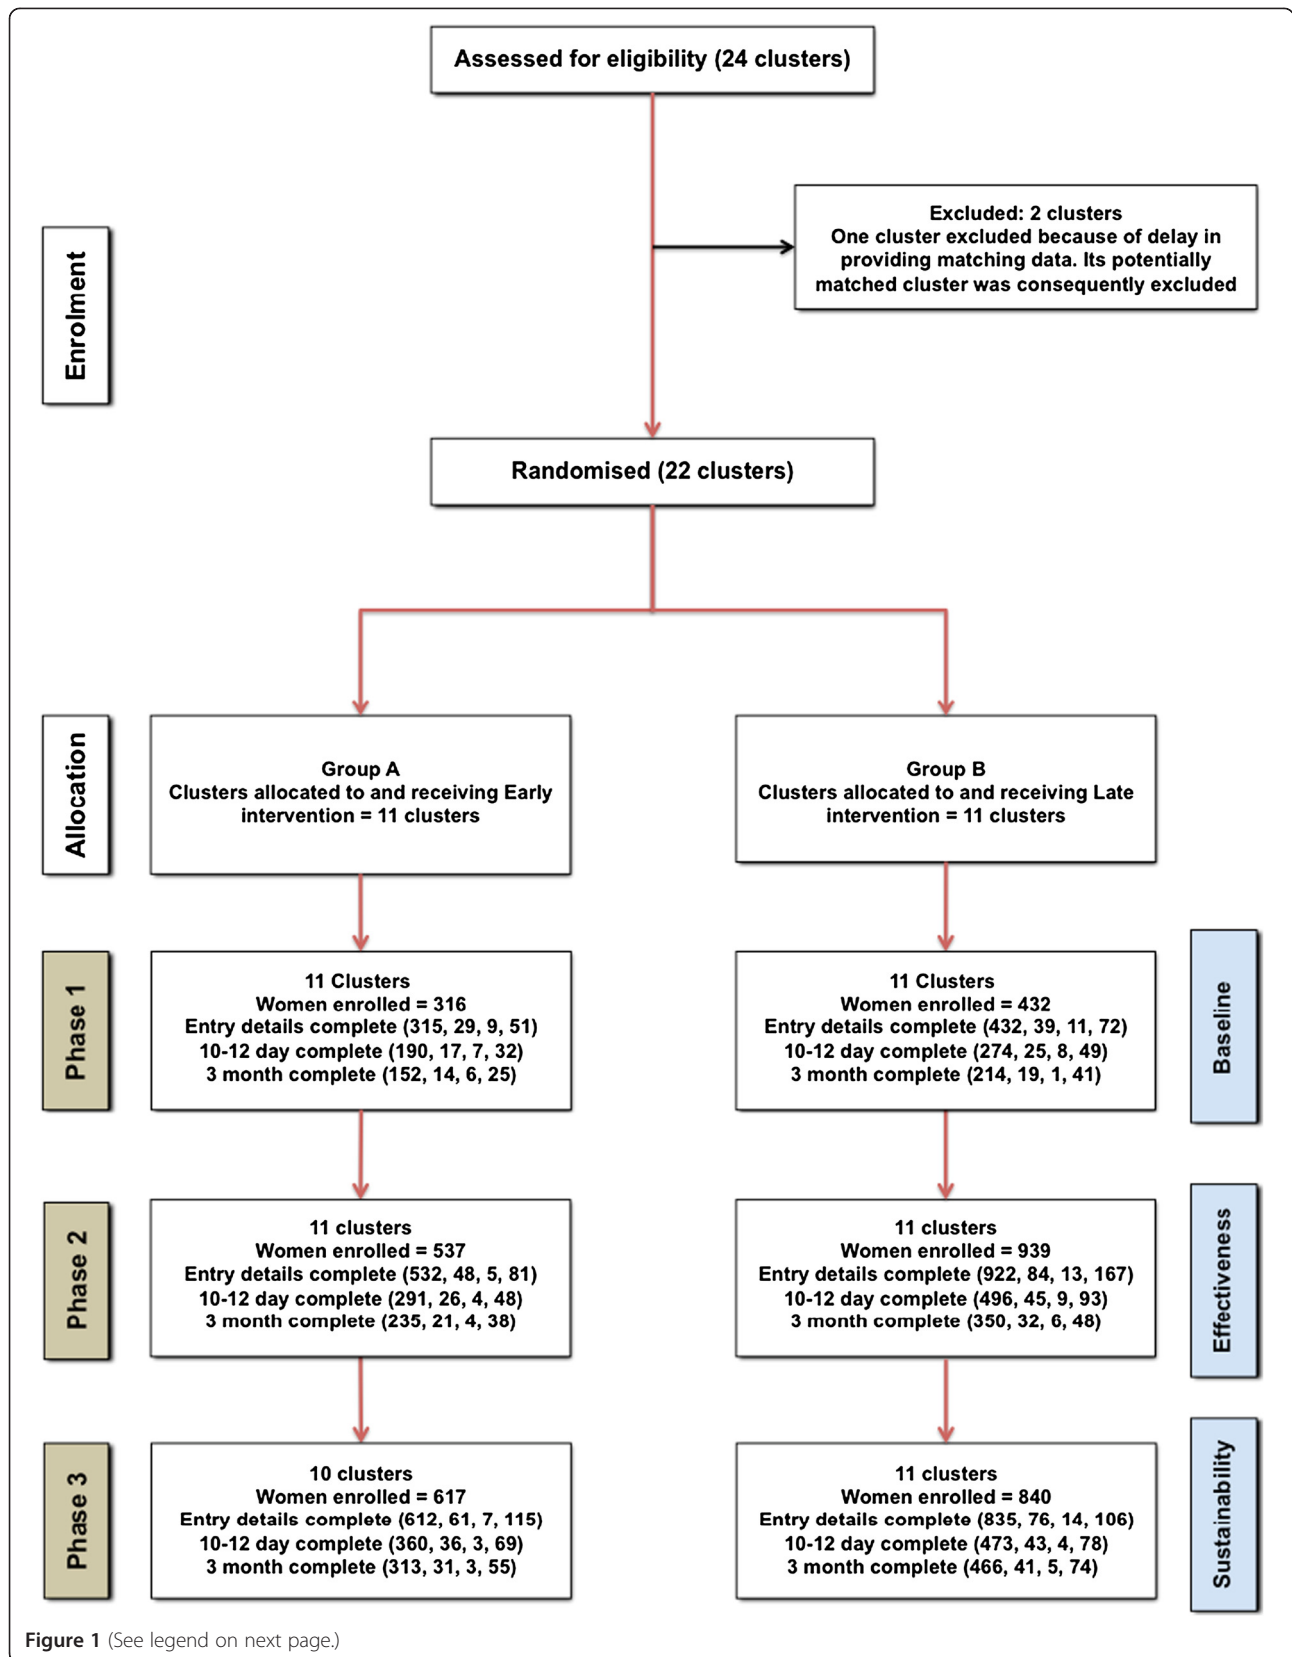 Assessed for eligibility (24 clusters)
Excluded: 2 clusters
One cluster excluded because of delay in
providing matching data. Its potentially
matched cluster was consequently excluded
Enrolment
Randomised (22 clusters)
Allocation
Group A
Clusters allocated to and receiving Early
intervention = 11 clusters
Group B
Clusters allocated to and receiving Late
intervention = 11 clusters
Phase 1
11 Clusters
Women enrolled = 316
Entry details complete (315, 29, 9, 51)
10-12 day complete (190, 17, 7, 32)
3 month complete (152, 14, 6, 25)
11 Clusters
Women enrolled = 432
Entry details complete (432, 39, 11, 72)
10-12 day complete (274, 25, 8, 49)
3 month complete (214, 19, 1, 41)
Baseline
Phase 2
11 clusters
Women enrolled = 537
Entry details complete (532, 48, 5, 81)
10-12 day complete (291, 26, 4, 48)
3 month complete (235, 21, 4, 38)
11 clusters
Women enrolled = 939
Entry details complete (922, 84, 13, 167)
10-12 day complete (496, 45, 9, 93)
3 month complete (350, 32, 6, 48)
Effectiveness
Phase 3
10 clusters
Women enrolled = 617
Entry details complete (612, 61, 7, 115)
10-12 day complete (360, 36, 3, 69)
3 month complete (313, 31, 3, 55)
11 clusters
Women enrolled = 840
Entry details complete (835, 76, 14, 106)
10-12 day complete (473, 43, 4, 78)
3 month complete (466, 41, 5, 74)
Sustainability
Figure 1 (See legend on next page.)